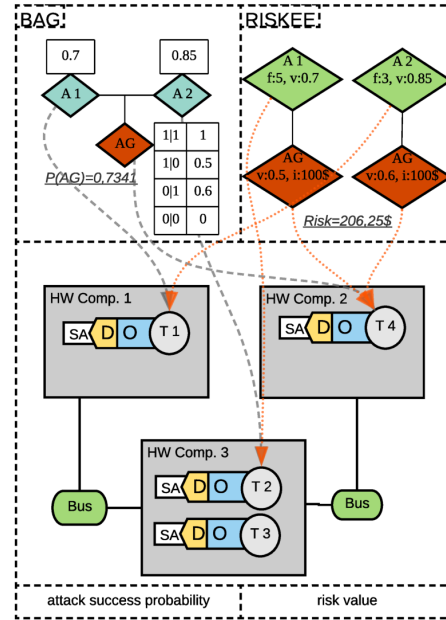 BAG
RISKEE
0.7
0.85
A 1
A 2
AG
P(AG)=0,7341
1|1 1
1|0 0.5
0|1 0.6
0|0 0
A 1
f:5, v:0.7
A 2
f:3, v:0.85
AG
v:0.5, i:100$
AG
v:0.6, i:100$
Risk=206,25$
HW Comp. 1
SA D O T 1
HW Comp. 2
SA D O T 4
HW Comp. 3
SA D O T 2
SA D O T 3
Bus
Bus
attack success probability
risk value